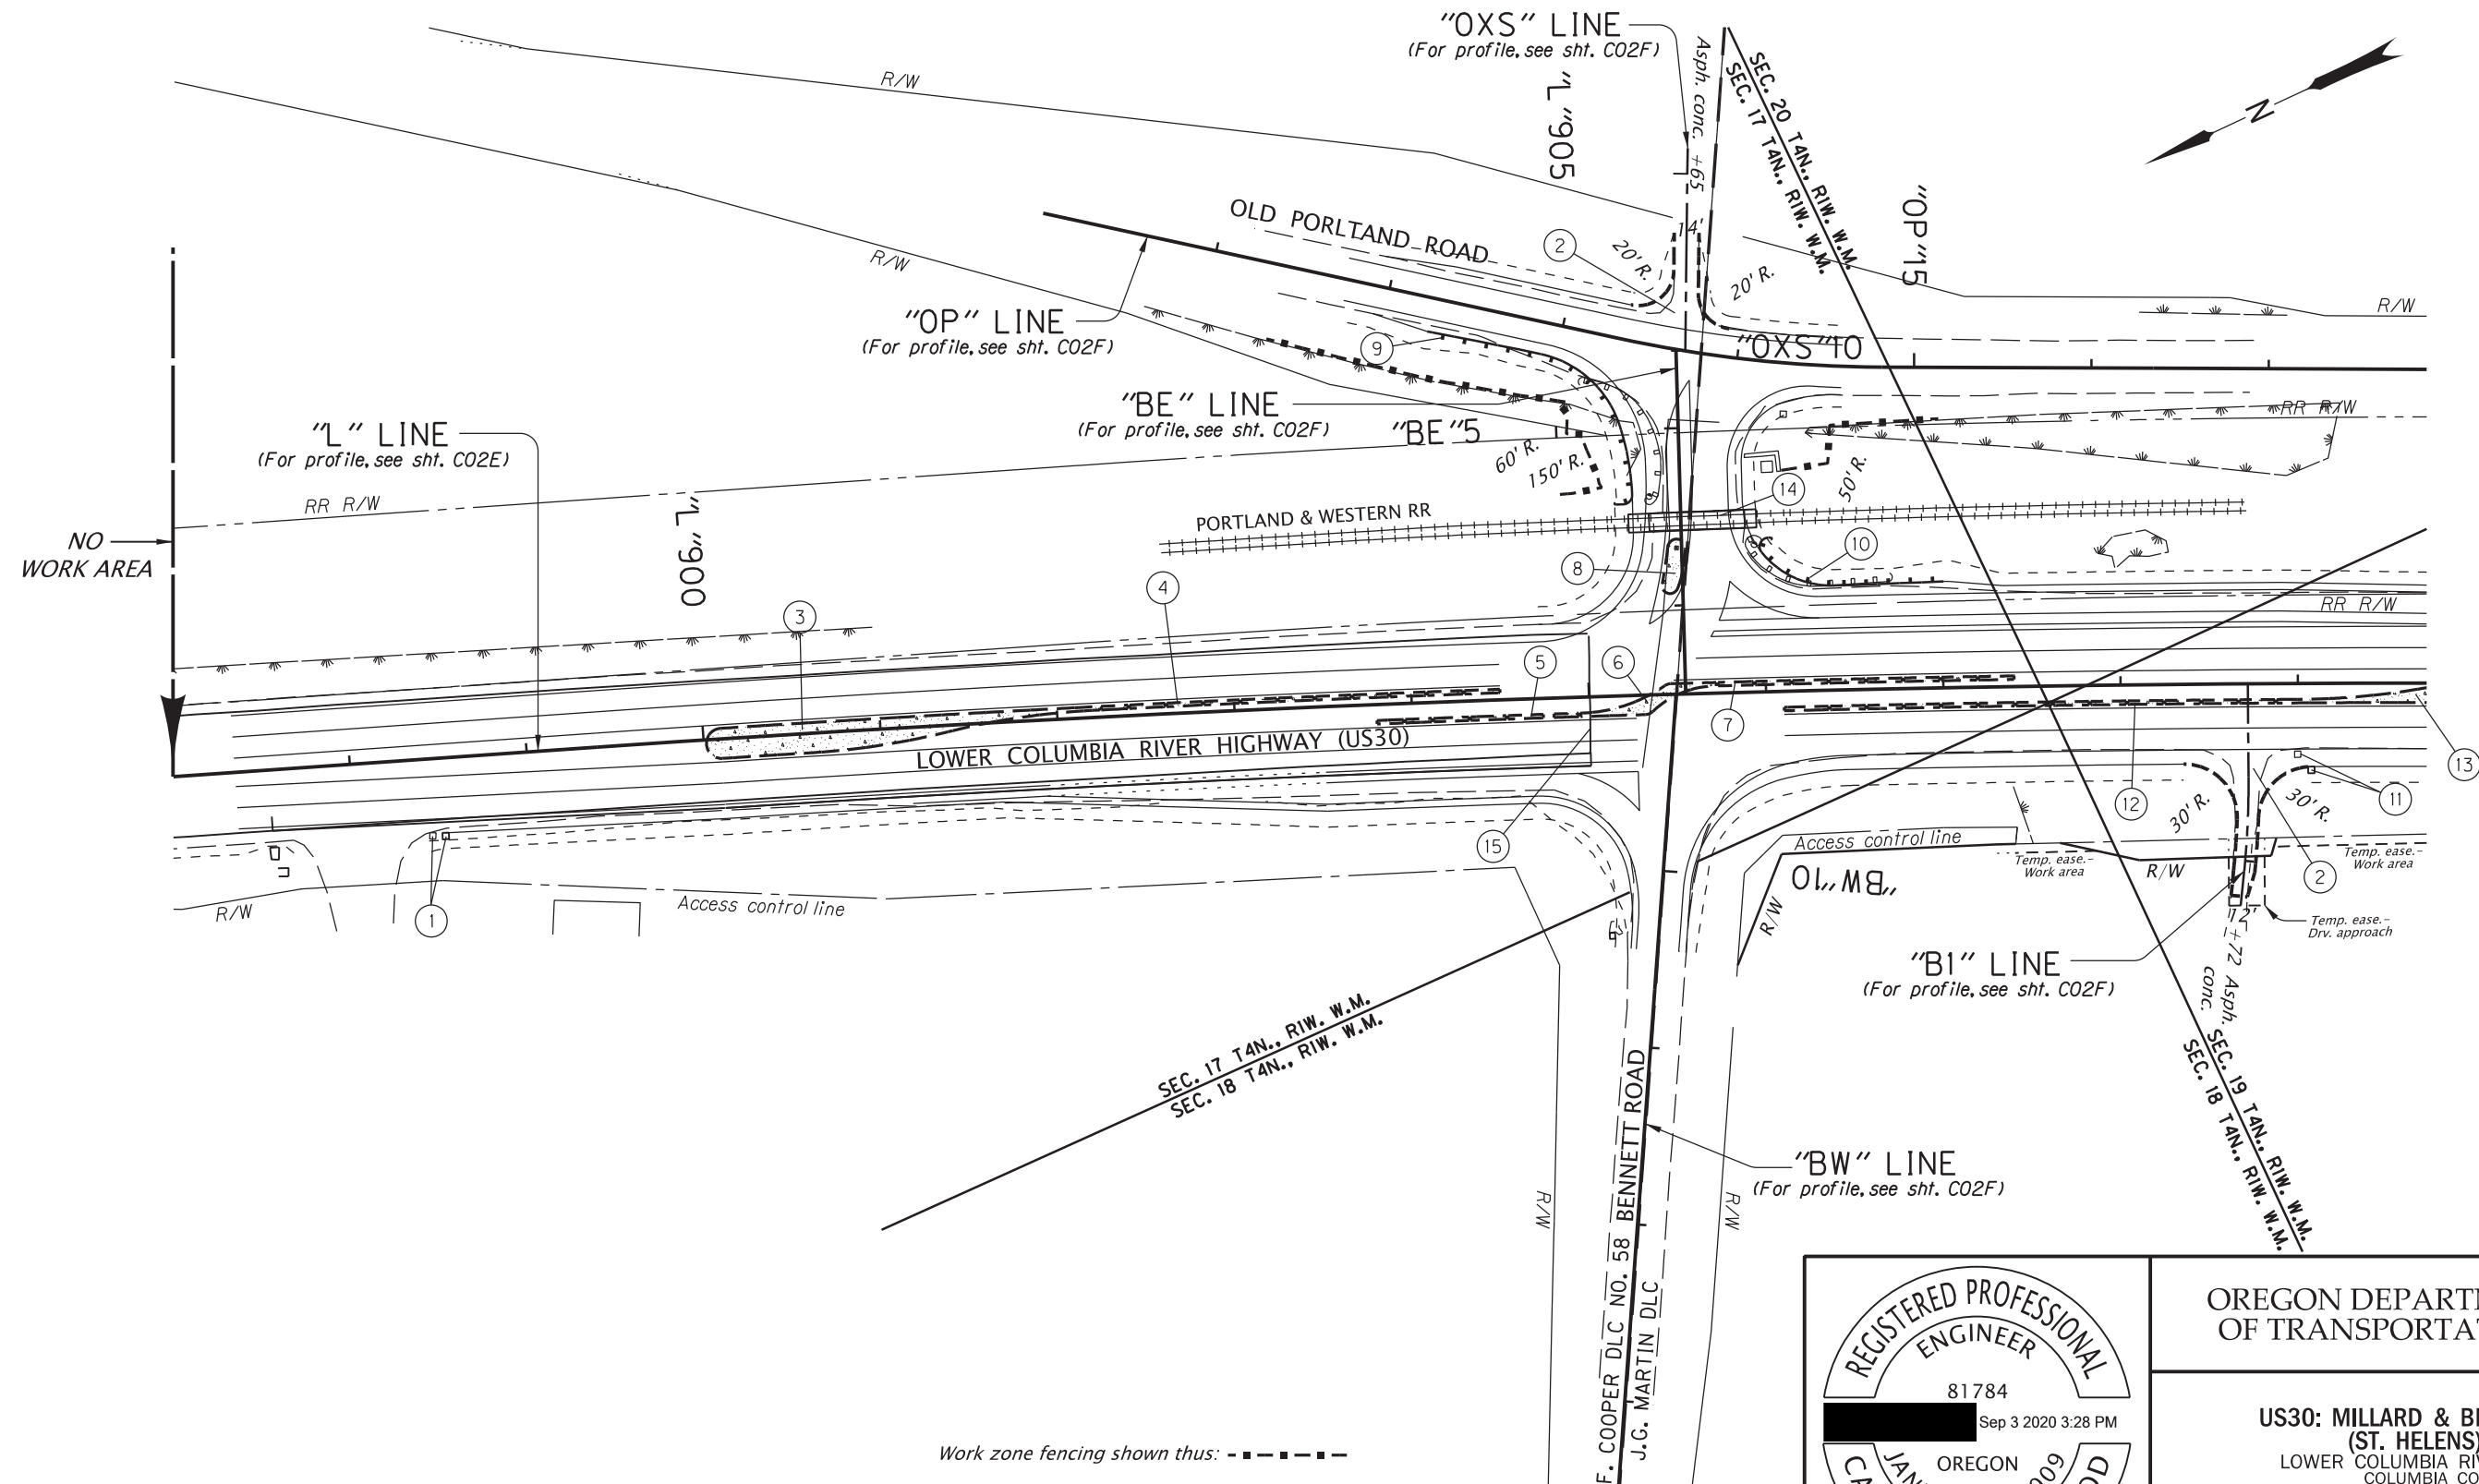 "OXS" LINE
(For profile, see sht. C02F)
"L"905
Asph. conc. +65
SEC. 20 T4N., R1W. W.M.
SEC. 17 T4N., R1W. W.M.
N
R/W
14'
20' R.
20' R.
OLD PORLTAND ROAD
2
"OP"15
R/W
R/W
"OP" LINE
(For profile, see sht. C02F)
9
"OXS"10
"BE" LINE
(For profile, see sht. C02F)
"BE"5
RR R/W
"L" LINE
(For profile, see sht. C02E)
60' R.
150' R.
50' R.
14
RR R/W
"L"900
PORTLAND & WESTERN RR
NO
WORK AREA
8
10
RR R/W
3
4
5
6
7
LOWER COLUMBIA RIVER HIGHWAY (US30)
13
12
11
30' R.
30' R.
15
Access control line
Temp. ease.-
Work area
R/W
Temp. ease.-
Work area
2
"BW"10
R/W
Access control line
1
R/W
12'
Temp. ease.-
Drv. approach
+72 Asph.
conc.
"B1" LINE
(For profile, see sht. C02F)
SEC. 17 T4N., R1W. W.M.
SEC. 18 T4N., R1W. W.M.
SEC. 19 T4N., R1W. W.M.
SEC. 18 T4N., R1W. W.M.
BENNETT ROAD
"BW" LINE
(For profile, see sht. C02F)
R/W
R/W
F. COOPER DLC NO. 58
J.G. MARTIN DLC
Work zone fencing shown thus:
REGISTERED PROFESSIONAL
ENGINEER
81784
Sep 3 2020 3:28 PM
OREGON
OREGON DEPARTM
OF TRANSPORTAT
US30: MILLARD & BE
(ST. HELENS)
LOWER COLUMBIA RIV
COLUMBIA CO